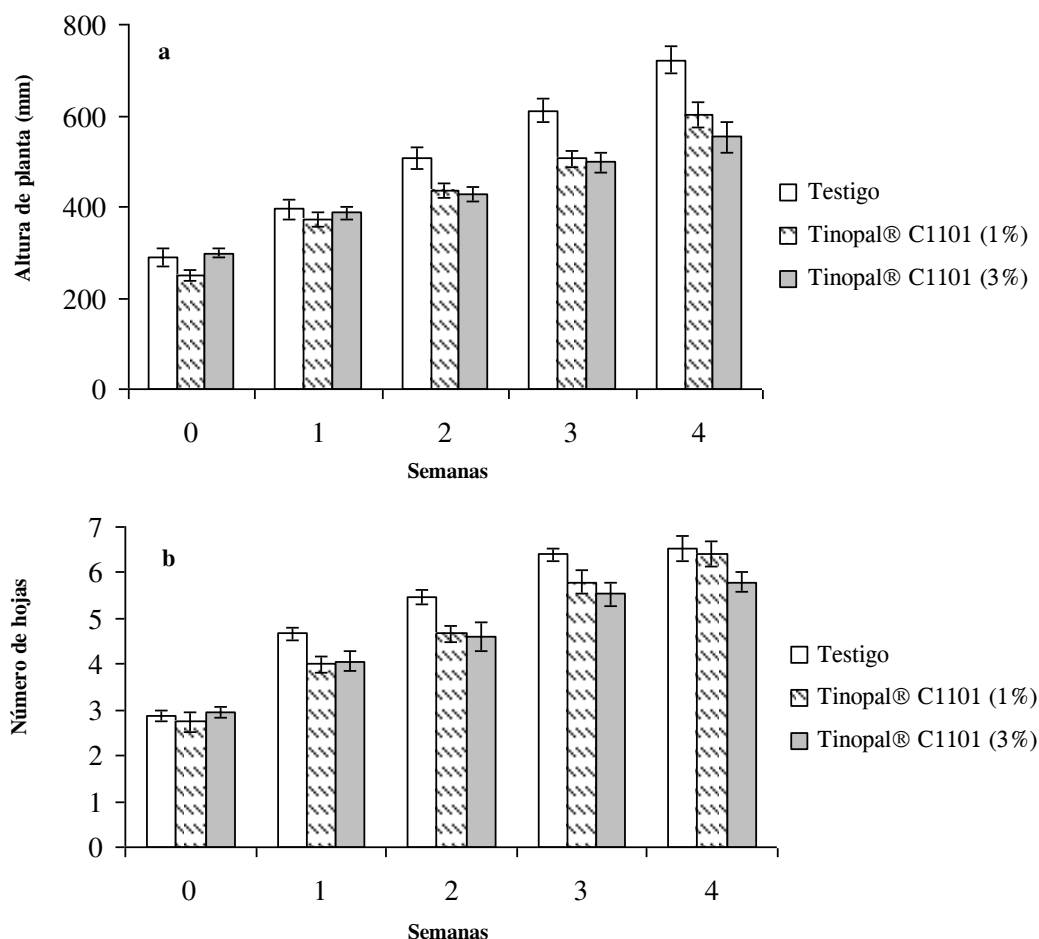 800
a
600
400
200
0
Altura de planta (mm)
0 1 2 3 4
Semanas
Testigo
Tinopal® C1101 (1%)
Tinopal® C1101 (3%)
7
b
6
5
4
3
2
1
0
Número de hojas
0 1 2 3 4
Semanas
Testigo
Tinopal® C1101 (1%)
Tinopal® C1101 (3%)